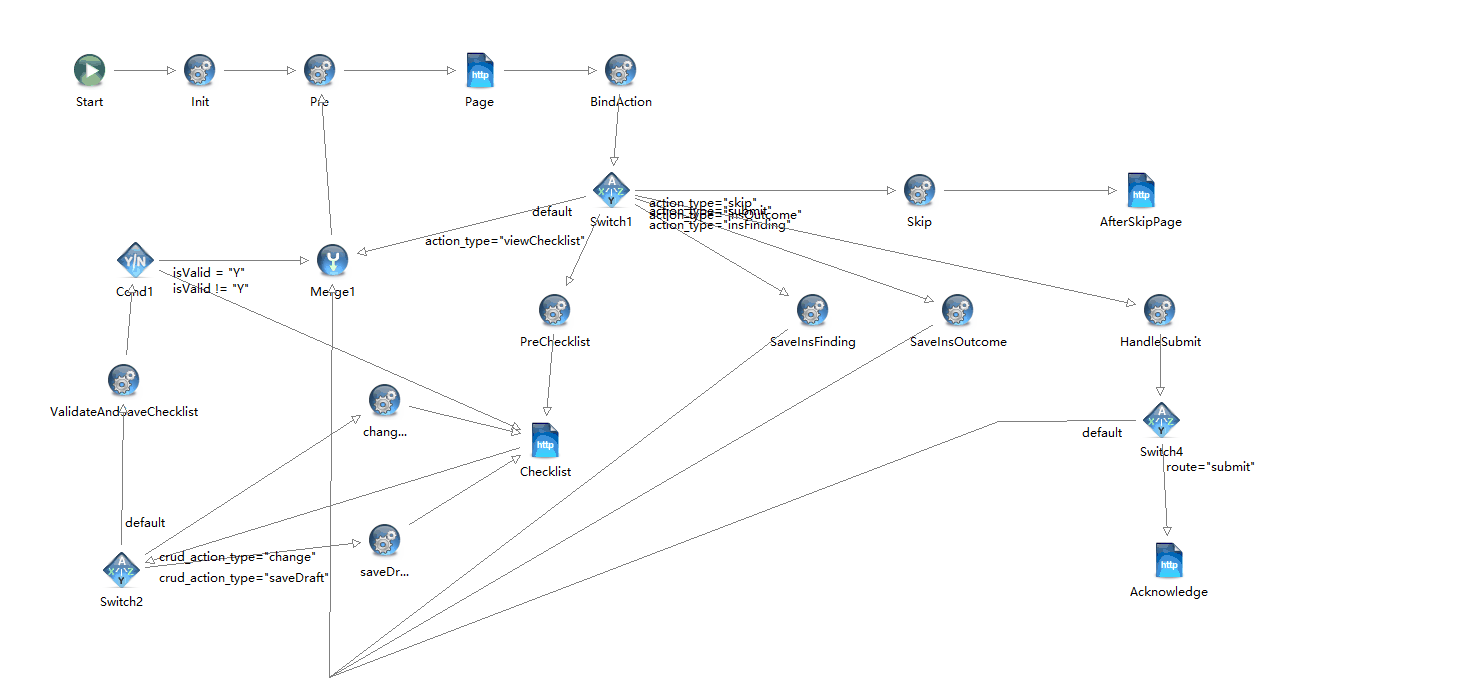 http
Start
Init
Pre
Page
BindAction
A
X Z
Y
http
default
Switch1
action_type="skip"
action_type="submit"
action_type="insOutcome"
action_type="insFinding"
Skip
AfterSkipPage
action_type="viewChecklist"
Y/N
isValid = "Y"
isValid != "Y"
Cond1
Merge1
PreChecklist
SaveInsFinding
SaveInsOutcome
HandleSubmit
ValidateAndSaveChecklist
chang...
http
Checklist
A
X Z
Y
default
Switch4
route="submit"
default
crud_action_type="change"
crud_action_type="saveDraft"
A
X Z
Y
Switch2
saveDr...
http
Acknowledge